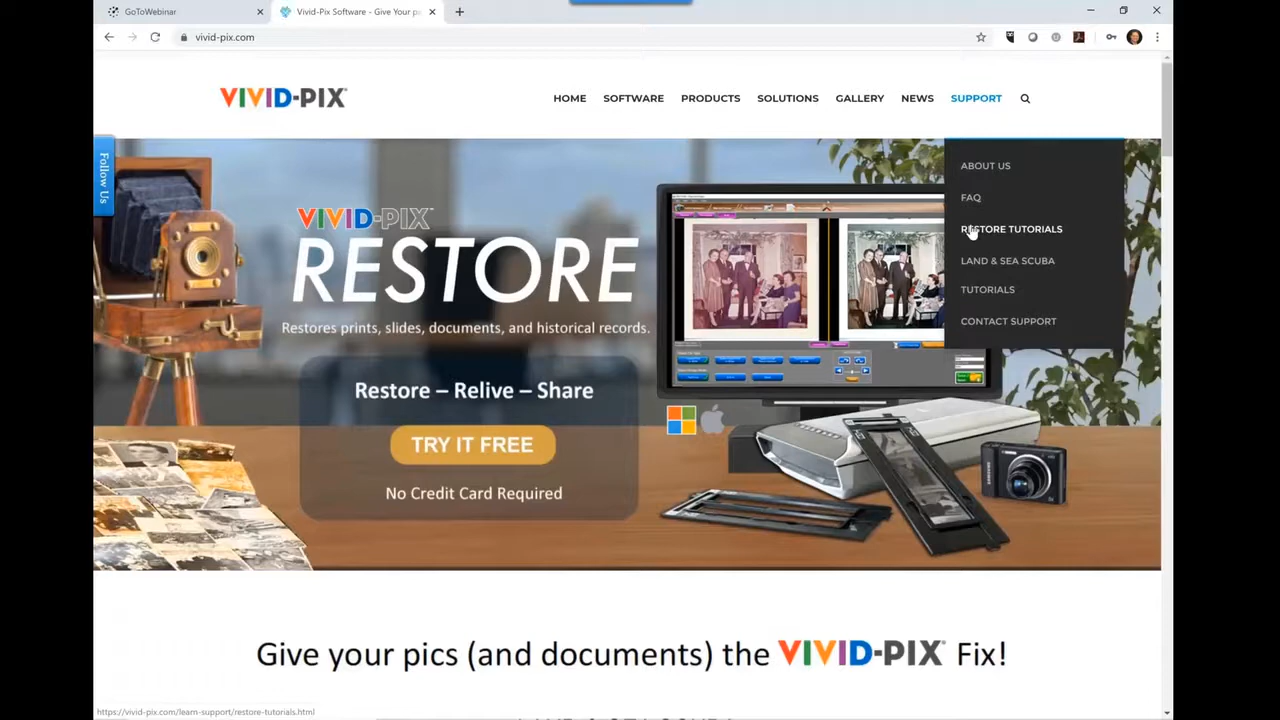 GoToWebinar
Vivid-Pix Software - Give Your p
vivid-pix.com
VIVID-PIX
HOME SOFTWARE PRODUCTS SOLUTIONS GALLERY NEWS SUPPORT
Follow Us
ABOUT US
FAQ
RESTORE TUTORIALS
LAND & SEA SCUBA
TUTORIALS
CONTACT SUPPORT
VIVID-PIX
RESTORE
Restores prints, slides, documents, and historical records.
Restore – Relive – Share
TRY IT FREE
No Credit Card Required
SAMSUNG
Give your pics (and documents) the VIVID-PIX Fix!
https://vivid-pix.com/learn-support/restore-tutorials.html